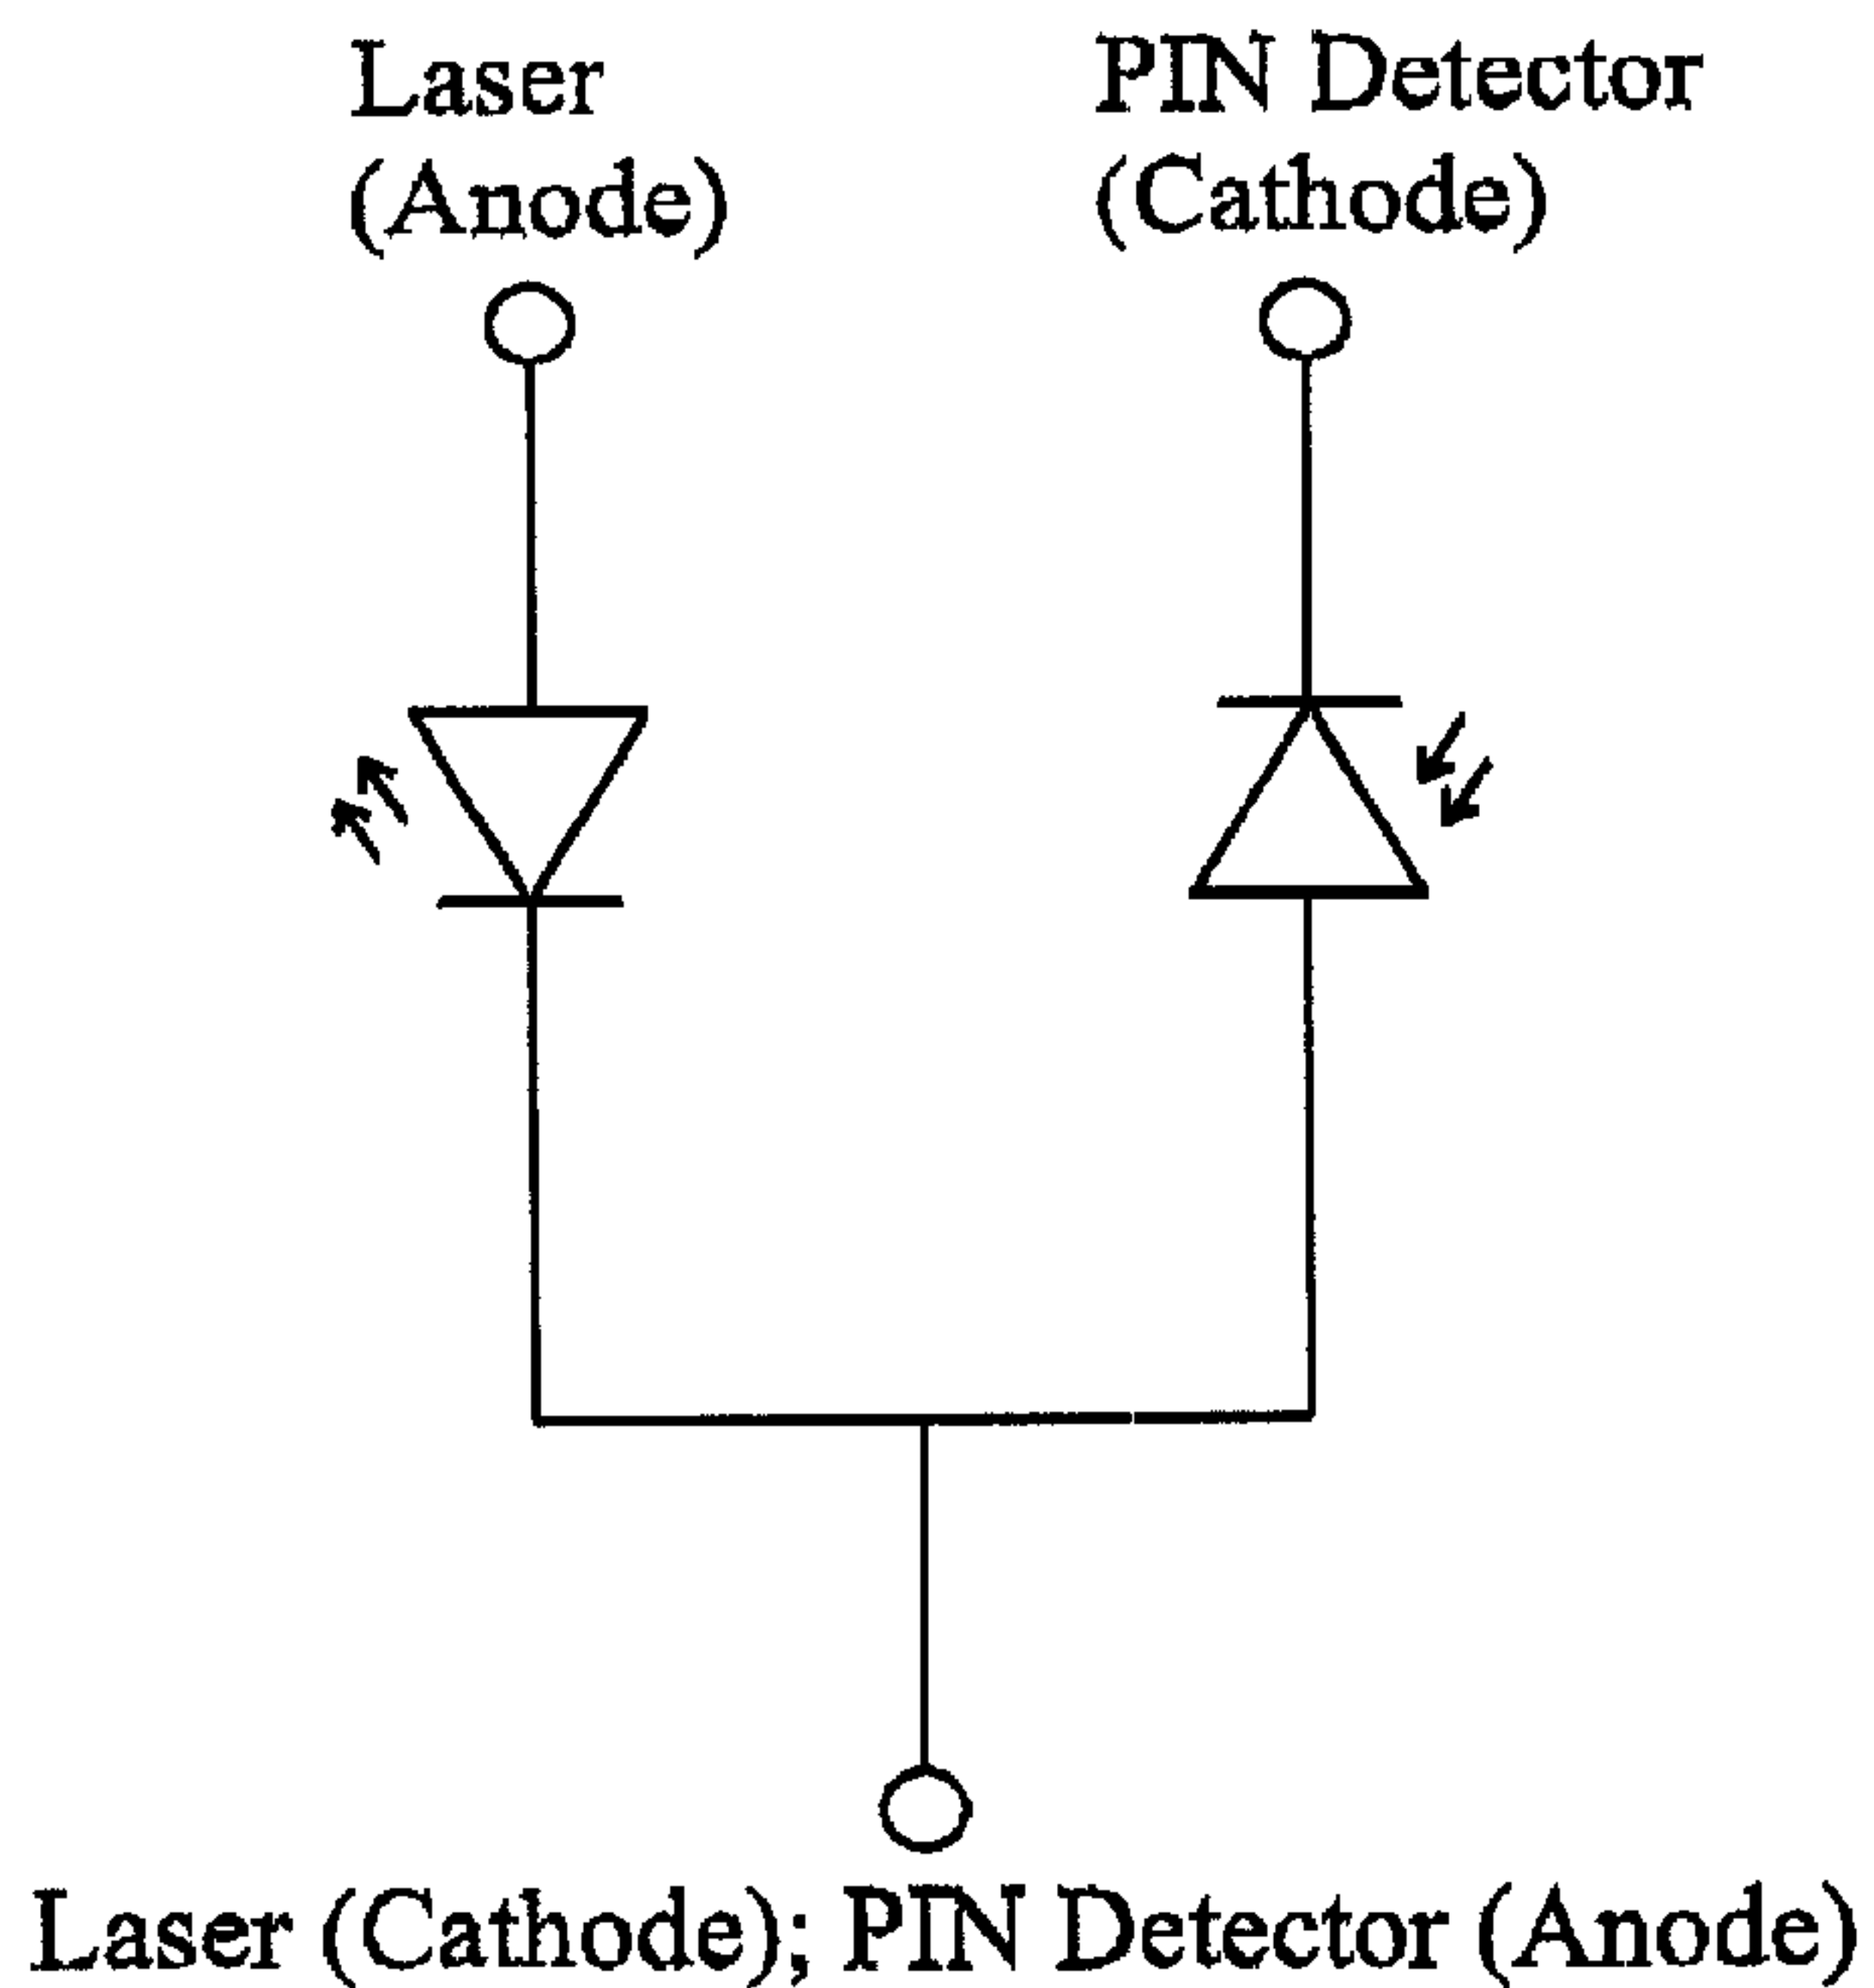 Laser
(Anode)
PIN Detector
(Cathode)
Laser (Cathode); PIN Detector (Anode)